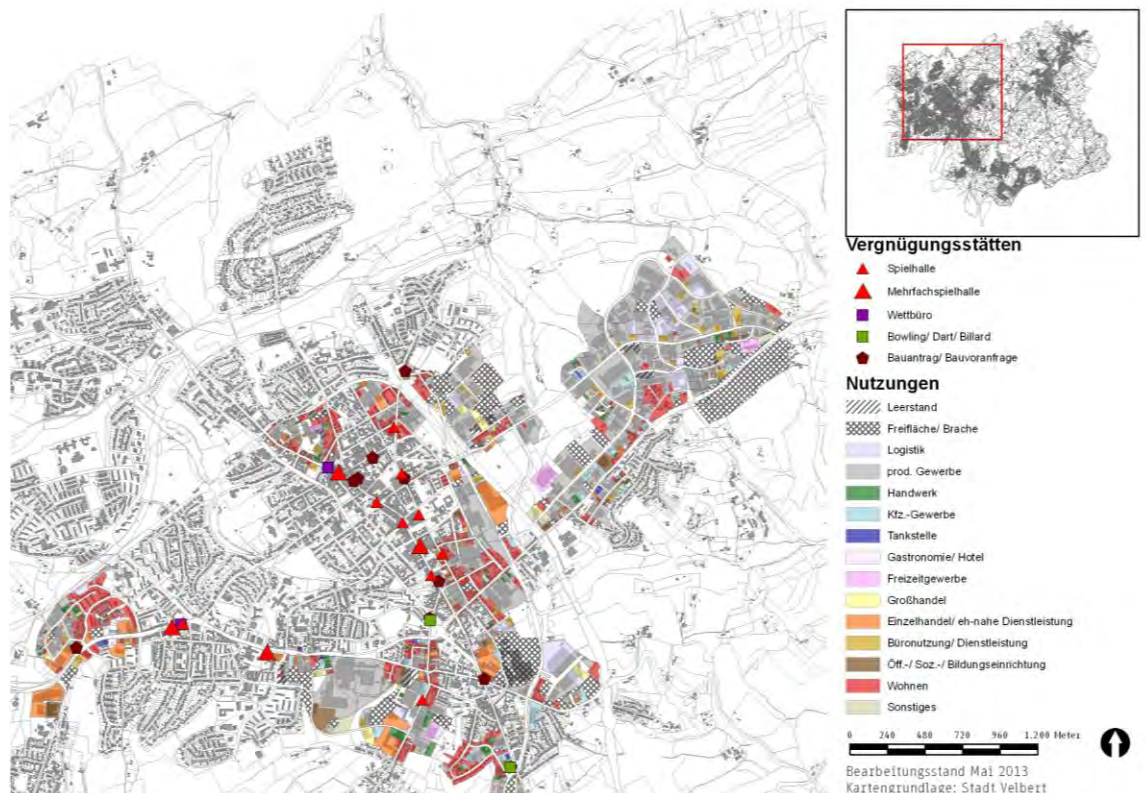 Vergnügungsstätten
Spielhalle
Mehrfachspielhalle
Wettbüro
Bowling/ Dart/ Billard
Bauantrag/ Bauvoranfrage
Nutzungen
Leerstand
Freifläche/ Brache
Logistik
prod. Gewerbe
Handwerk
Kfz.-Gewerbe
Tankstelle
Gastronomie/ Hotel
Freizeitgewerbe
Großhandel
Einzelhandel/ eh-nahe Dienstleistung
Büronutzung/ Dienstleistung
Öff.-/ Soz.-/ Bildungseinrichtung
Wohnen
Sonstiges
0 240 480 720 960 1.200 Meter
Bearbeitungsstand Mai 2013
Kartengrundlage: Stadt Velbert